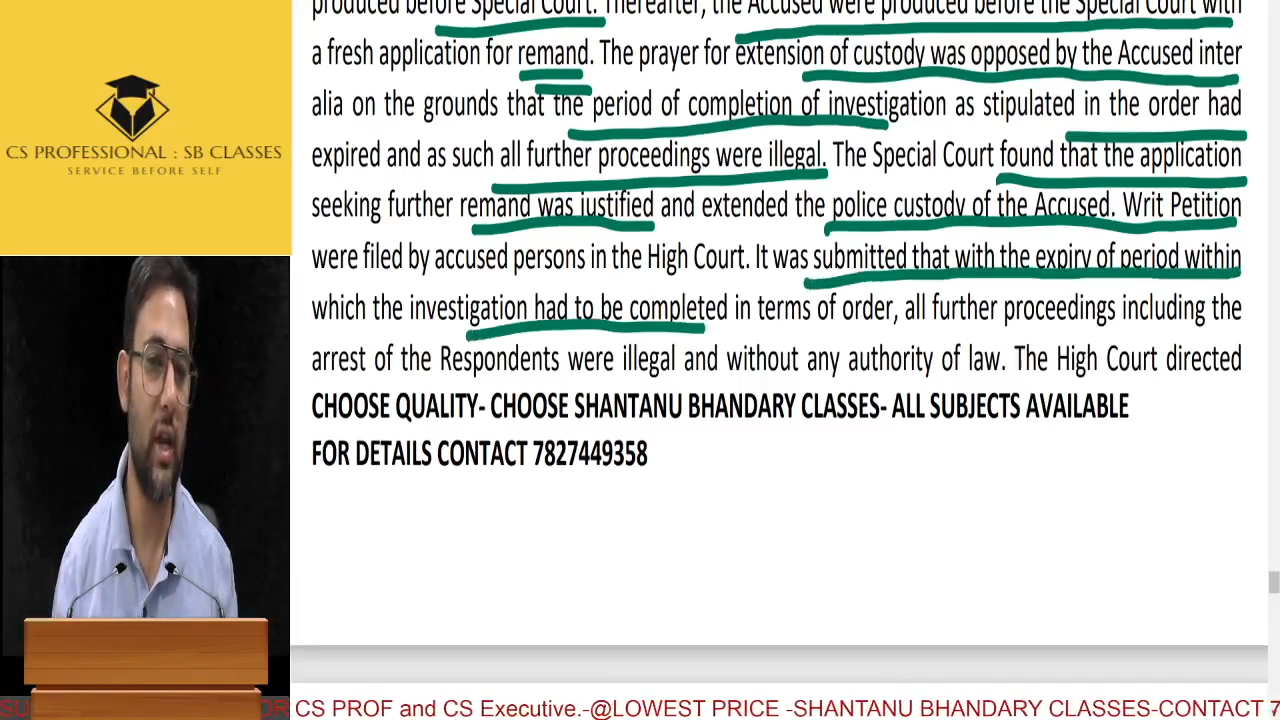 produced before Special Court. Thereafter, the Accused were produced before the Special Court with
a fresh application for remand. The prayer for extension of custody was opposed by the Accused inter
alia on the grounds that the period of completion of investigation as stipulated in the order had
expired and as such all further proceedings were illegal. The Special Court found that the application
seeking further remand was justified and extended the police custody of the Accused. Writ Petition
were filed by accused persons in the High Court. It was submitted that with the expiry of period within
which the investigation had to be completed in terms of order, all further proceedings including the
arrest of the Respondents were illegal and without any authority of law. The High Court directed
CHOOSE QUALITY- CHOOSE SHANTANU BHANDARY CLASSES- ALL SUBJECTS AVAILABLE
FOR DETAILS CONTACT 7827449358
CS PROFESSIONAL : SB CLASSES
SERVICE BEFORE SELF
CS PROF and CS Executive.-@LOWEST PRICE -SHANTANU BHANDARY CLASSES-CONTACT 7